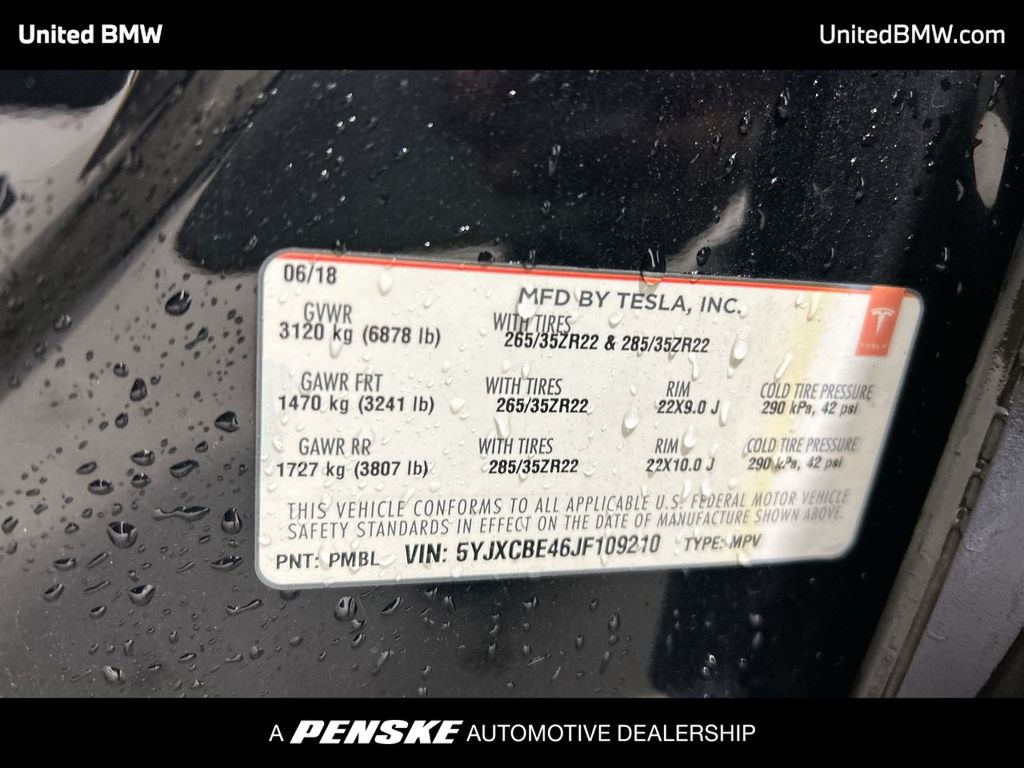 United BMW
UnitedBMW.com
06/18
MFD BY TESLA, INC.
GVWR
3120 kg (6878 lb)
WITH TIRES
265/35ZR22 & 285/35ZR22
TESLA
GAWR FRT
1470 kg (3241 lb)
WITH TIRES
265/35ZR22
RIM
22X9.0 J
COLD TIRE PRESSURE
290 kPa, 42 psi
GAWR RR
1727 kg (3807 lb)
WITH TIRES
285/35ZR22
RIM
22X10.0 J
COLD TIRE PRESSURE
290 kPa, 42 psi
THIS VEHICLE CONFORMS TO ALL APPLICABLE U.S. FEDERAL MOTOR VEHICLE
SAFETY STANDARDS IN EFFECT ON THE DATE OF MANUFACTURE SHOWN ABOVE.
PNT: PMBL VIN: 5YJXCBE46JF109210 TYPE: MPV
A PENSKE AUTOMOTIVE DEALERSHIP